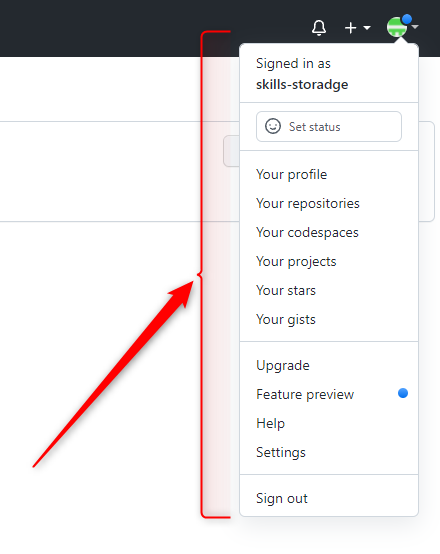 Signed in as
skills-storadge
Set status
Your profile
Your repositories
Your codespaces
Your projects
Your stars
Your gists
Upgrade
Feature preview
Help
Settings
Sign out